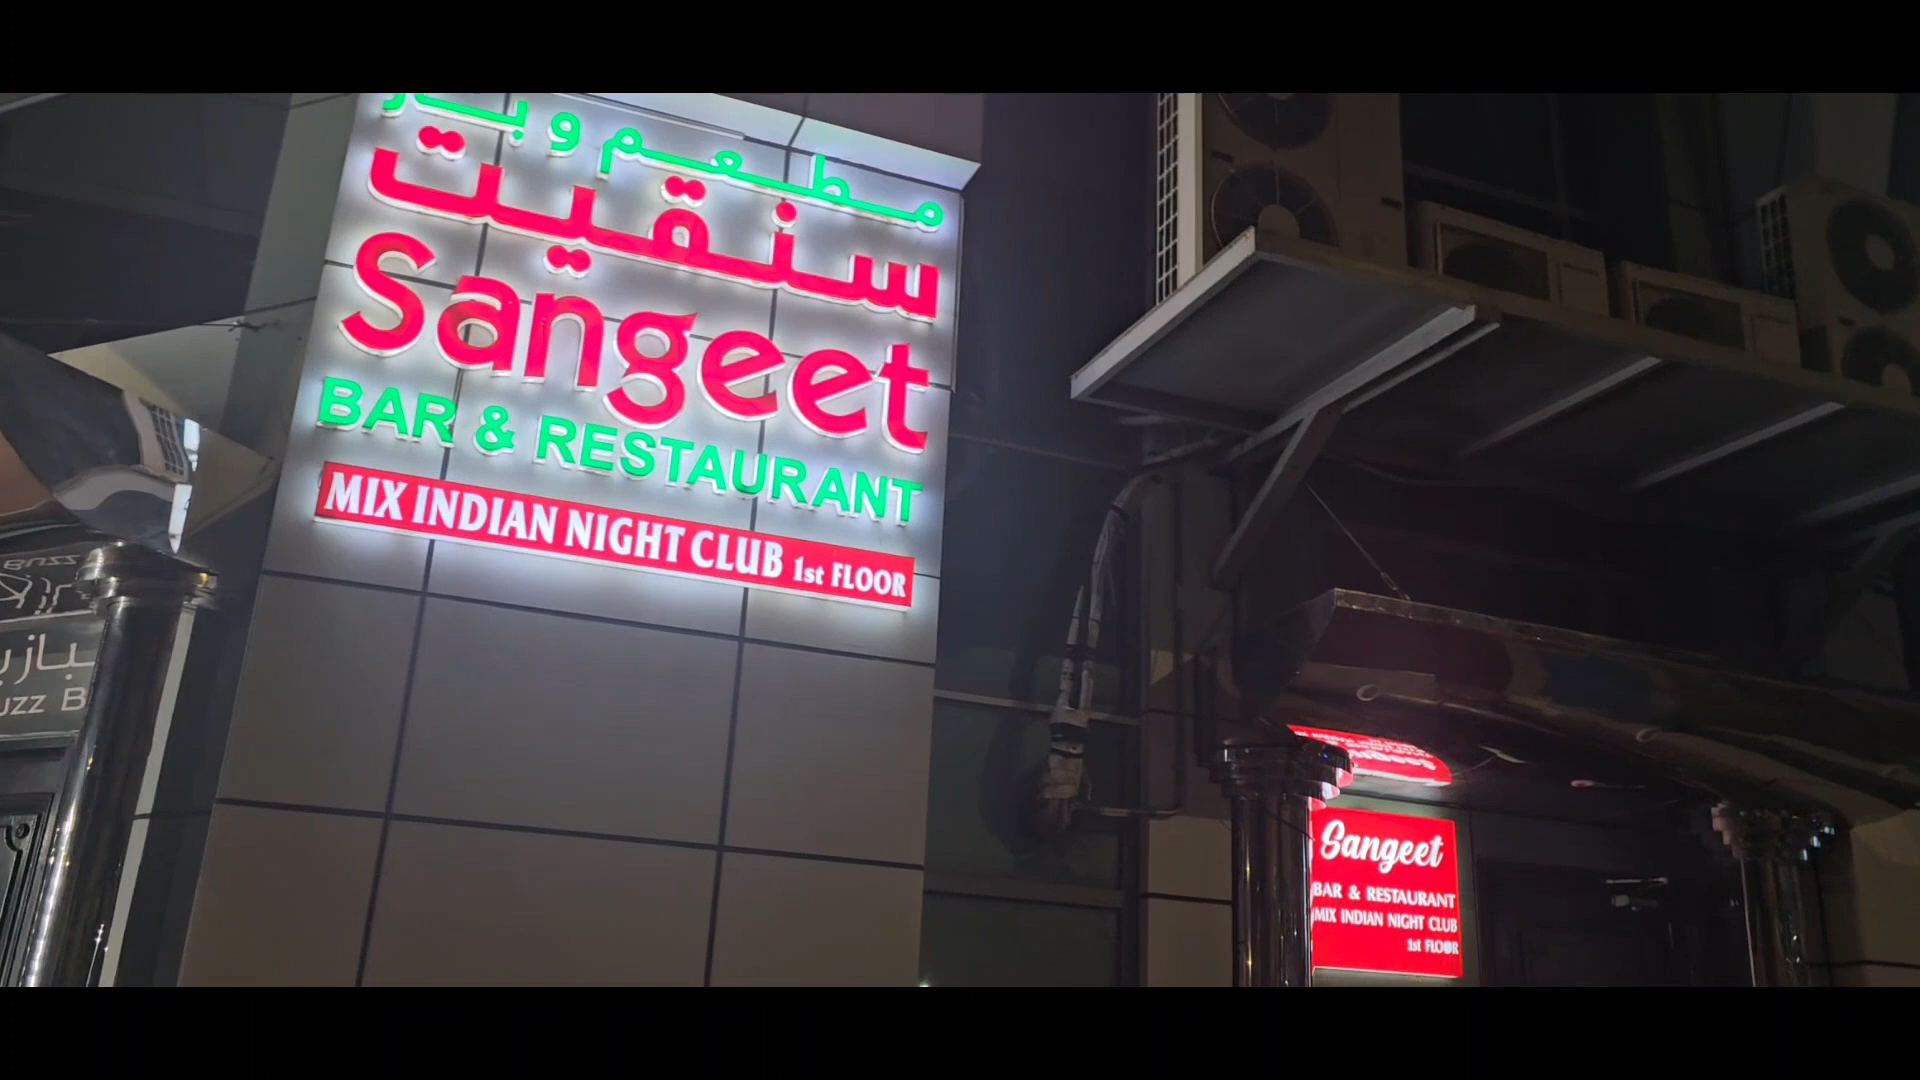 مطعم و بار
سنقيت
Sangeet
BAR & RESTAURANT
MIX INDIAN NIGHT CLUB 1st FLOOR
Sangeet
BAR & RESTAURANT
MIX INDIAN NIGHT CLUB
1st FLOOR